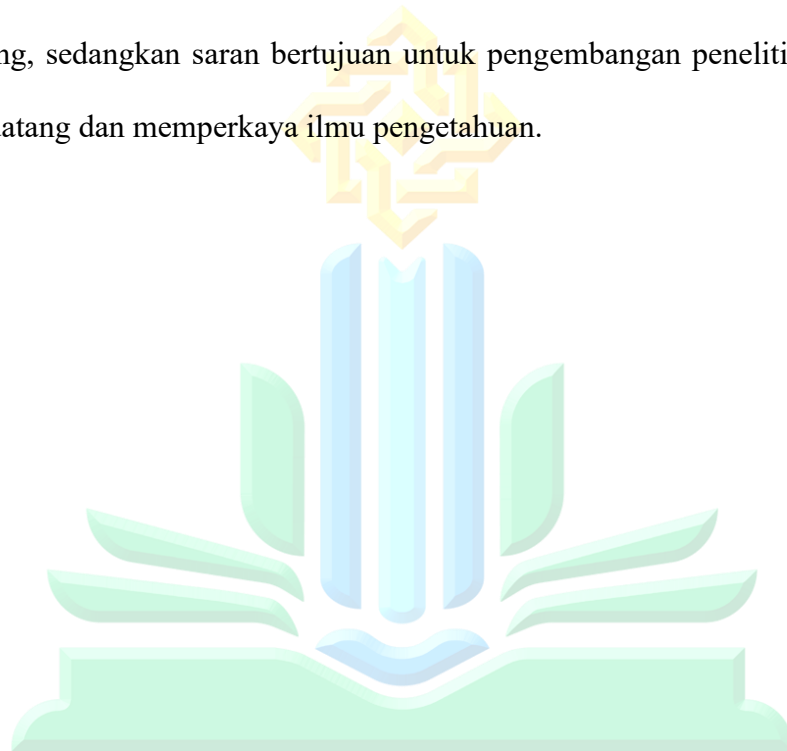 ng, sedangkan saran bertujuan untuk pengembangan peneliti
atang dan memperkaya ilmu pengetahuan.